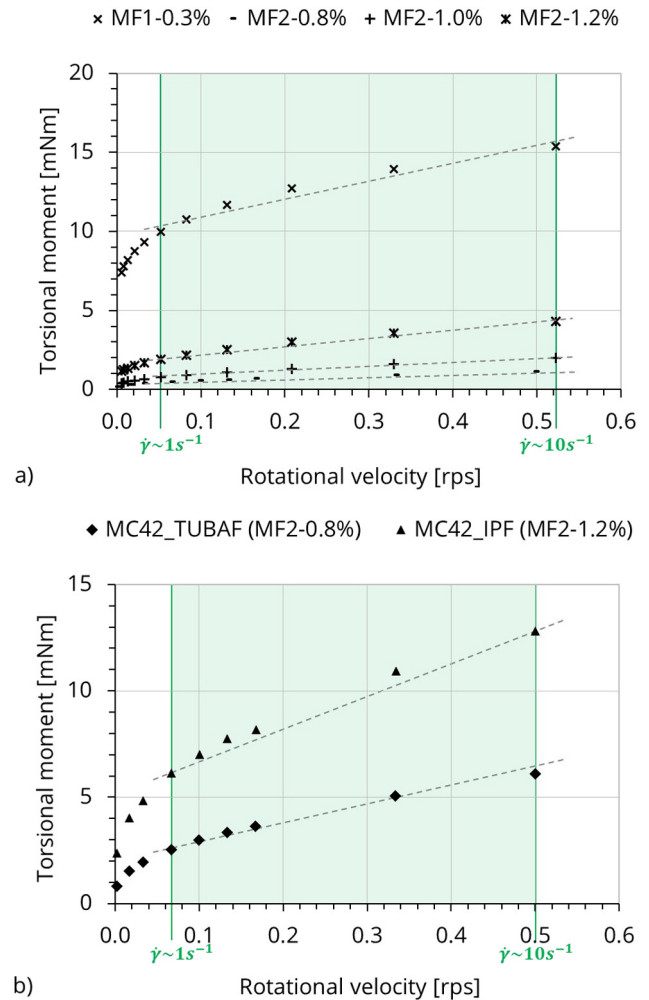 × MF1-0.3% - MF2-0.8% + MF2-1.0% ж MF2-1.2%
20
15
10
5
0
Torsional moment [mNm]
0.0 0.1 0.2 0.3 0.4 0.5 0.6
γ̇~1s⁻¹ γ̇~10s⁻¹
a) Rotational velocity [rps]
◆ MC42_TUBAF (MF2-0.8%) ▲ MC42_IPF (MF2-1.2%)
15
10
5
0
Torsional moment [mNm]
0.0 0.1 0.2 0.3 0.4 0.5 0.6
γ̇~1s⁻¹ γ̇~10s⁻¹
b) Rotational velocity [rps]